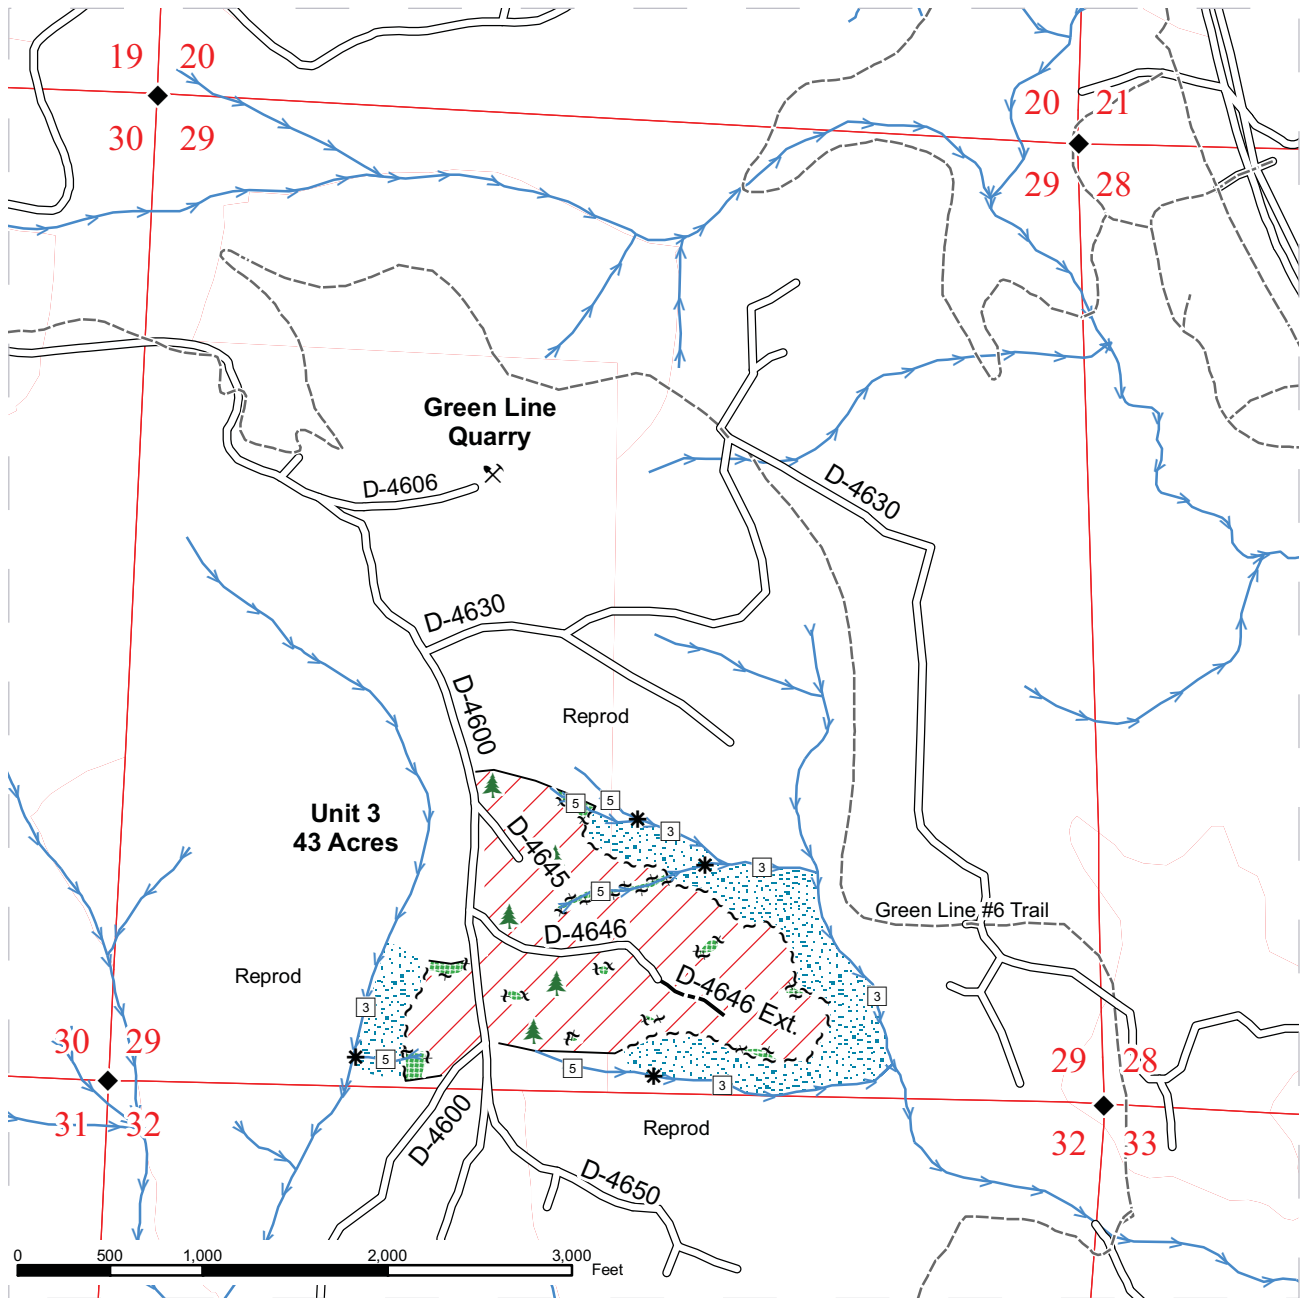 19 20
20 21
30 29
29 28
Green Line
Quarry
D-4606
D-4630
D-4630
D-4600
Reprod
Unit 3
43 Acres
5
5
3
3
D-4645
5
Green Line #6 Trail
D-4646
Reprod
D-4646 Ext.
3
3
30 29
29 28
5
5
3
31 32
D-4600
Reprod
32 33
D-4650
0 500 1,000 2,000 3,000
Feet